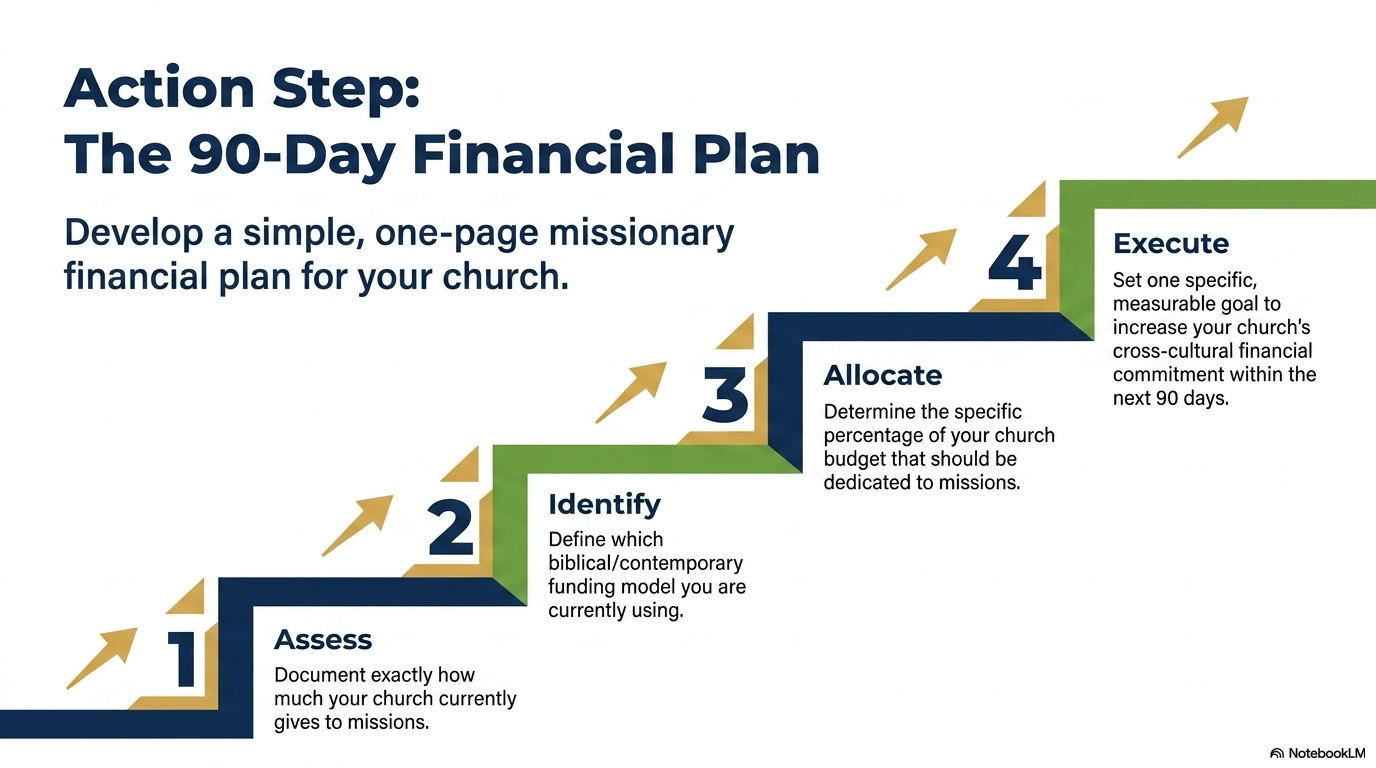 Action Step:
The 90-Day Financial Plan
Develop a simple, one-page missionary
financial plan for your church.
1
Assess
Document exactly how
much your church currently
gives to missions.
2
Identify
Define which
biblical/contemporary
funding model you are
currently using.
3
Allocate
Determine the specific
percentage of your church
budget that should be
dedicated to missions.
4
Execute
Set one specific,
measurable goal to
increase your church's
cross-cultural financial
commitment within the
next 90 days.
NotebookLM